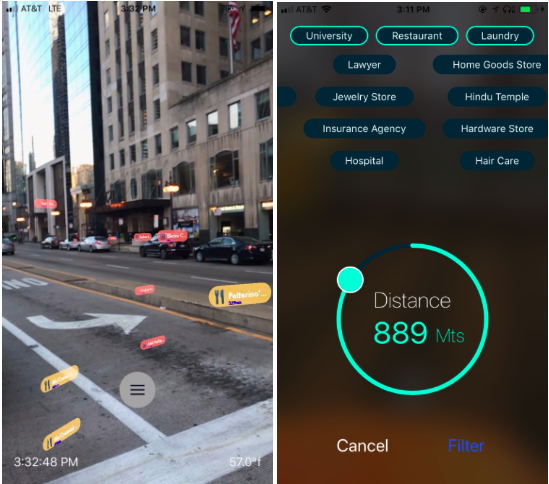 AT&T LTE
3:32 PM
Petterino'...
3:32:48 PM
57.0°f
AT&T
3:11 PM
University
Restaurant
Laundry
Lawyer
Home Goods Store
Jewelry Store
Hindu Temple
Insurance Agency
Hardware Store
Hospital
Hair Care
Distance
889 Mts
Cancel
Filter